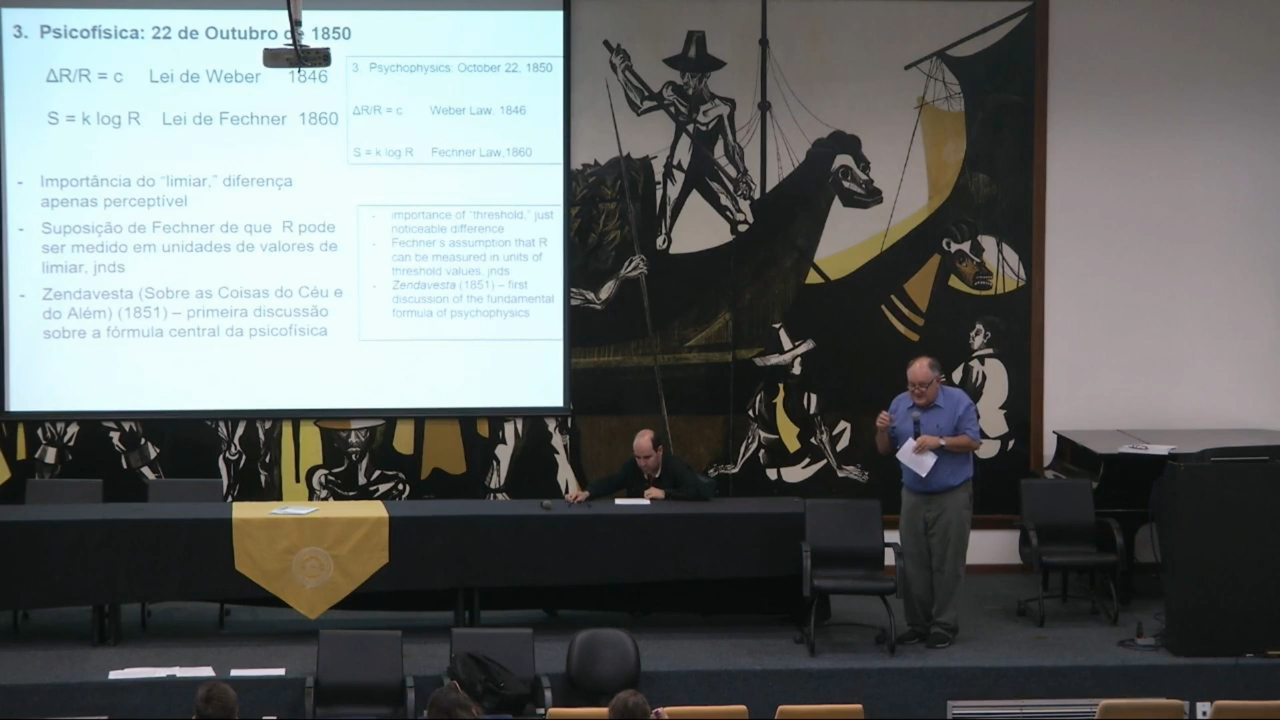 3. Psicofísica: 22 de Outubro de 1850
ΔR/R = c Lei de Weber 1846
S = k log R Lei de Fechner 1860
- Importância do "limiar," diferença
apenas perceptível
- Suposição de Fechner de que R pode
ser medido em unidades de valores de
limiar, jnds
- Zendavesta (Sobre as Coisas do Céu e
do Além) (1851) – primeira discussão
sobre a fórmula central da psicofísica
3. Psychophysics: October 22, 1850
ΔR/R = c Weber Law, 1846
S = k log R Fechner Law,1860
- importance of "threshold," just
noticeable difference
- Fechner's assumption that R
can be measured in units of
threshold values, jnds
- Zendavesta (1851) – first
discussion of the fundamental
formula of psychophysics